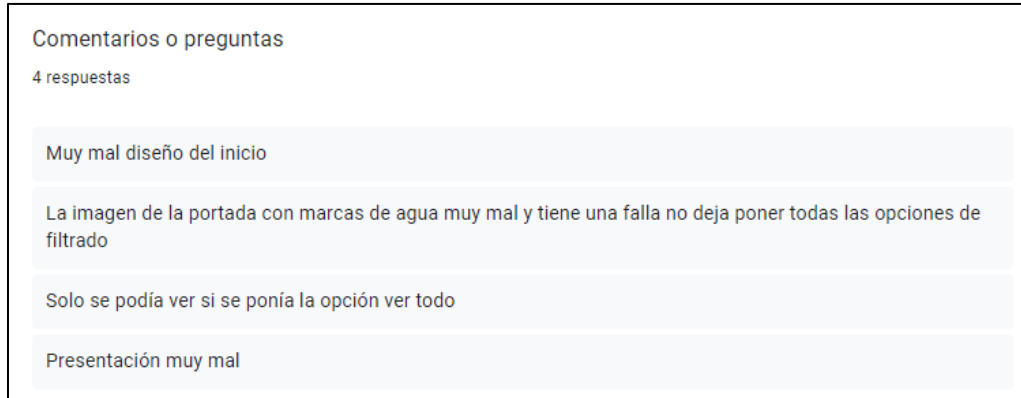 Comentarios o preguntas
4 respuestas
Muy mal diseño del inicio
La imagen de la portada con marcas de agua muy mal y tiene una falla no deja poner todas las opciones de
filtrado
Solo se podía ver si se ponía la opción ver todo
Presentación muy mal